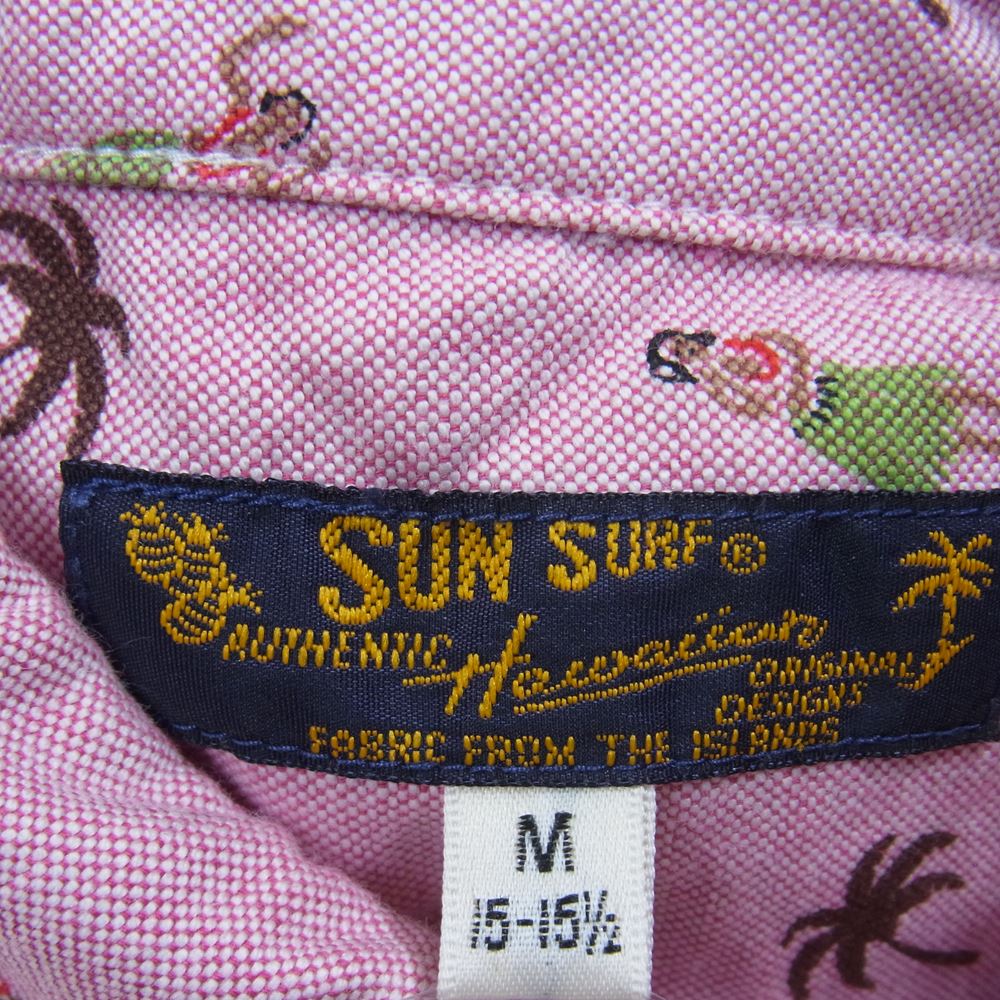 SUN SURF®
AUTHENTIC Hawaiian ORIGINAL
DESIGNS
FABRIC FROM THE ISLANDS
M
15-15½